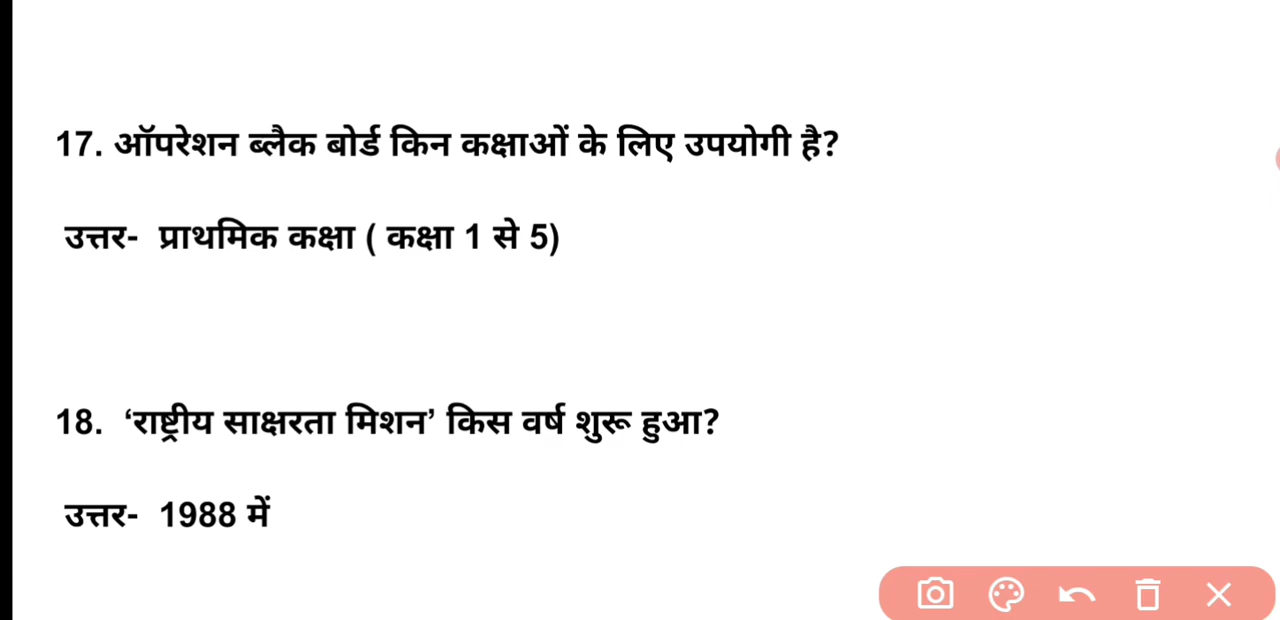 17. ऑपरेशन ब्लैक बोर्ड किन कक्षाओं के लिए उपयोगी है?
उत्तर- प्राथमिक कक्षा ( कक्षा 1 से 5)
18. ‘राष्ट्रीय साक्षरता मिशन’ किस वर्ष शुरू हुआ?
उत्तर- 1988 में